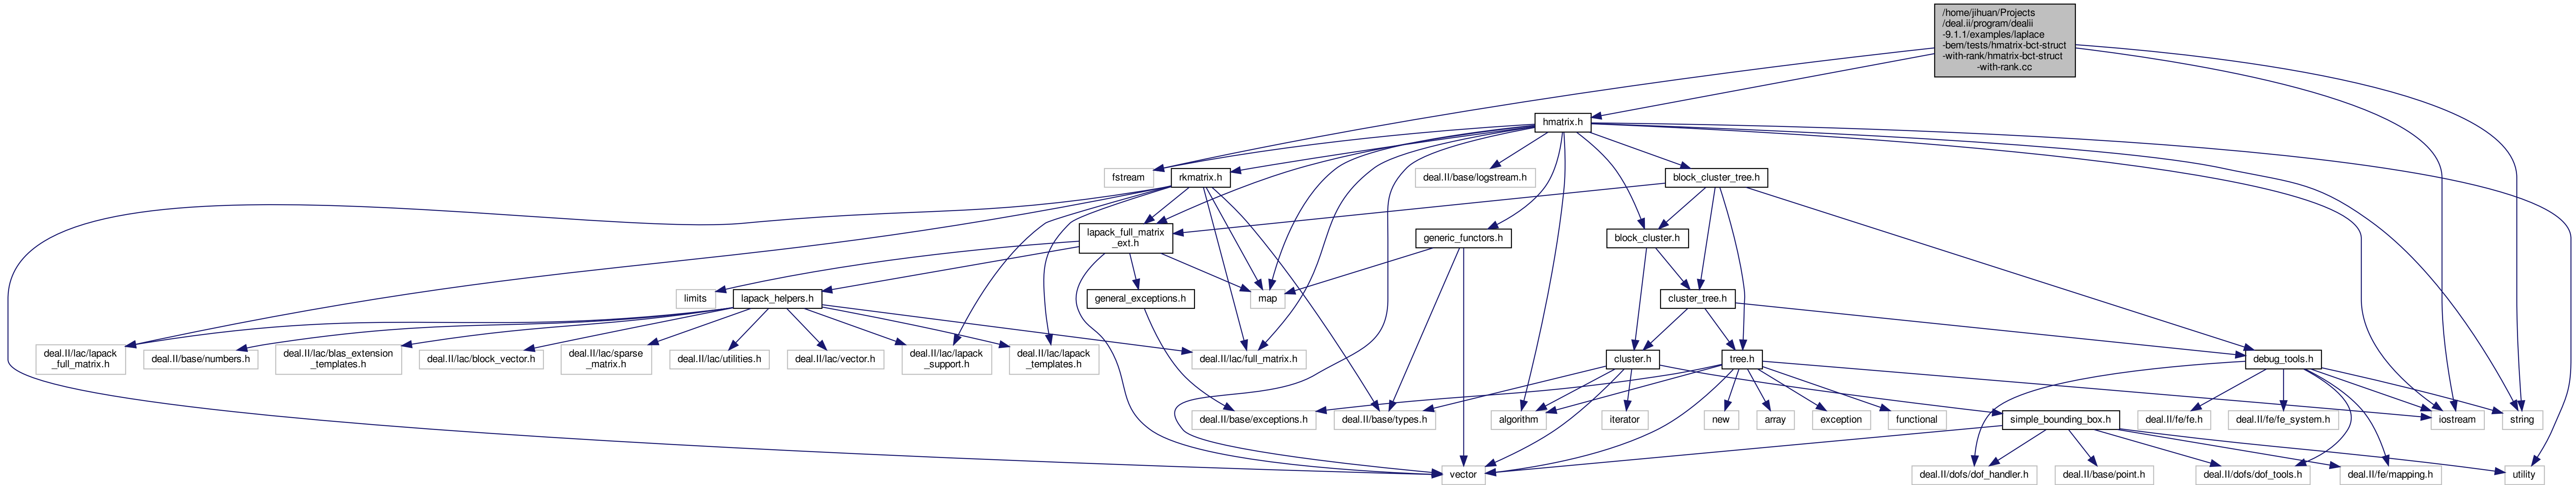 /home/jihuan/Projects
/deal.ii/program/dealii
-9.1.1/examples/laplace
-bem/tests/hmatrix-bct-struct
-with-rank/hmatrix-bct-struct
-with-rank.cc
hmatrix.h
fstream
rkmatrix.h
deal.II/base/logstream.h
block_cluster_tree.h
lapack_full_matrix
_ext.h
generic_functors.h
block_cluster.h
limits
lapack_helpers.h
general_exceptions.h
map
cluster_tree.h
deal.II/lac/lapack
_full_matrix.h
deal.II/base/numbers.h
deal.II/lac/blas_extension
_templates.h
deal.II/lac/block_vector.h
deal.II/lac/sparse
_matrix.h
deal.II/lac/utilities.h
deal.II/lac/vector.h
deal.II/lac/lapack
_support.h
deal.II/lac/lapack
_templates.h
deal.II/lac/full_matrix.h
cluster.h
tree.h
debug_tools.h
deal.II/base/exceptions.h
deal.II/base/types.h
algorithm
iterator
new
array
exception
functional
simple_bounding_box.h
deal.II/fe/fe.h
deal.II/fe/fe_system.h
iostream
string
vector
deal.II/dofs/dof_handler.h
deal.II/base/point.h
deal.II/dofs/dof_tools.h
deal.II/fe/mapping.h
utility